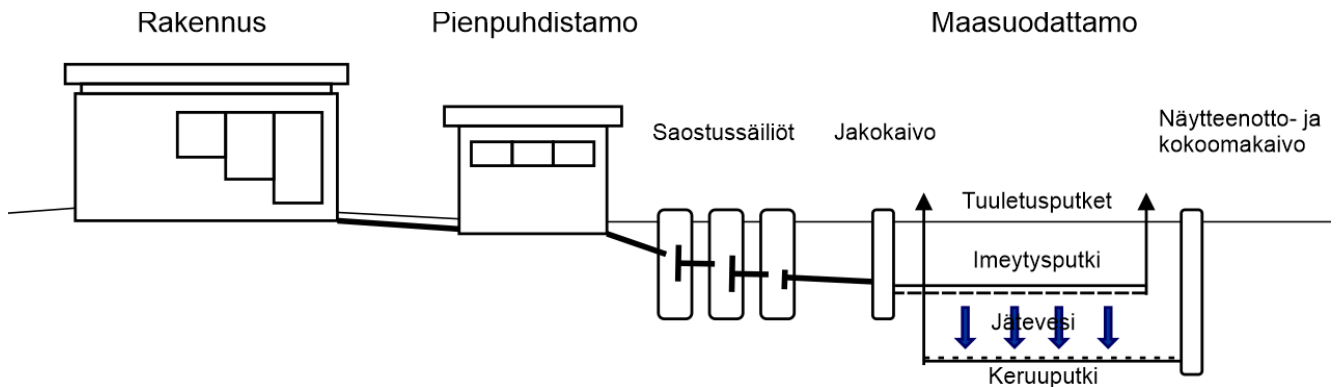 Rakennus
Pienpuhdistamo
Maasuodattamo
Saostussäiliöt
Jakokaivo
Näytteenotto- ja
kokoomakaivo
Tuuletusputket
Imeytysputki
Jätevesi
Keruuputki